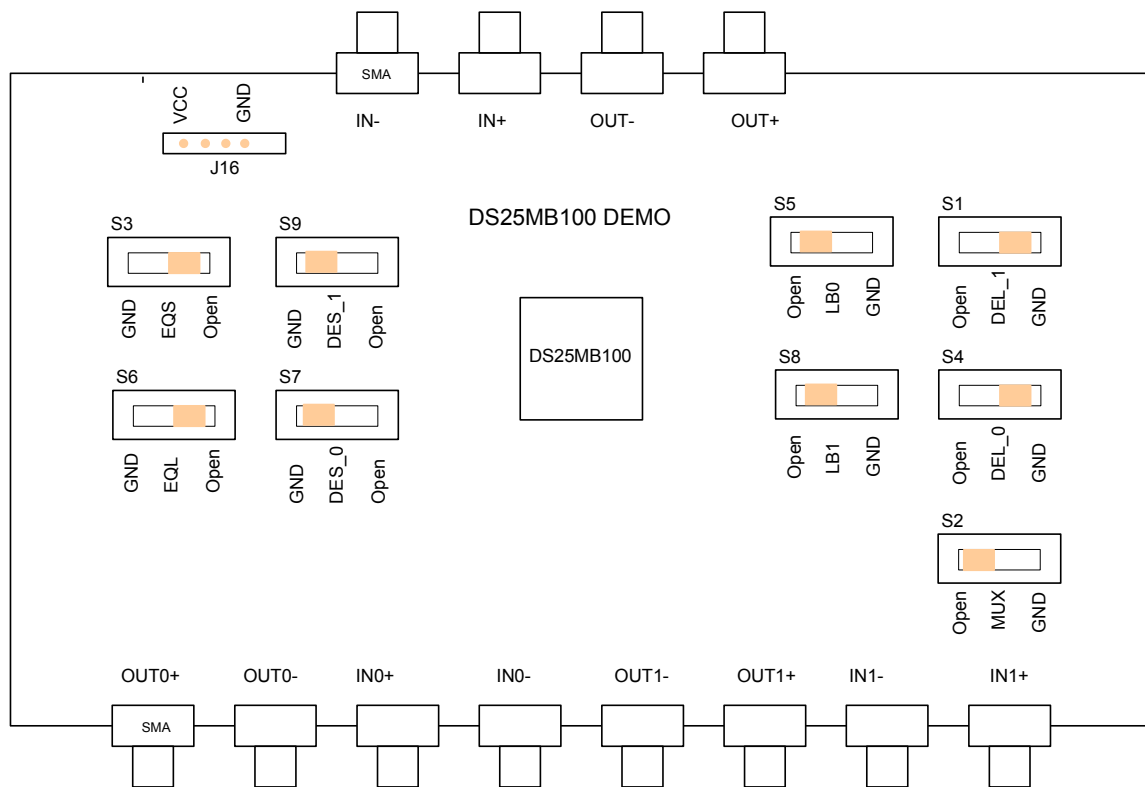 SMA
IN-
IN+
OUT-
OUT+
VCC
GND
J16
DS25MB100 DEMO
S3
GND
EQS
Open
S9
GND
DES_1
Open
S5
Open
LB0
GND
S1
Open
DEL_1
GND
DS25MB100
S6
GND
EQL
Open
S7
GND
DES_0
Open
S8
Open
LB1
GND
S4
Open
DEL_0
GND
S2
Open
MUX
GND
OUT0+
OUT0-
IN0+
IN0-
OUT1-
OUT1+
IN1-
IN1+
SMA